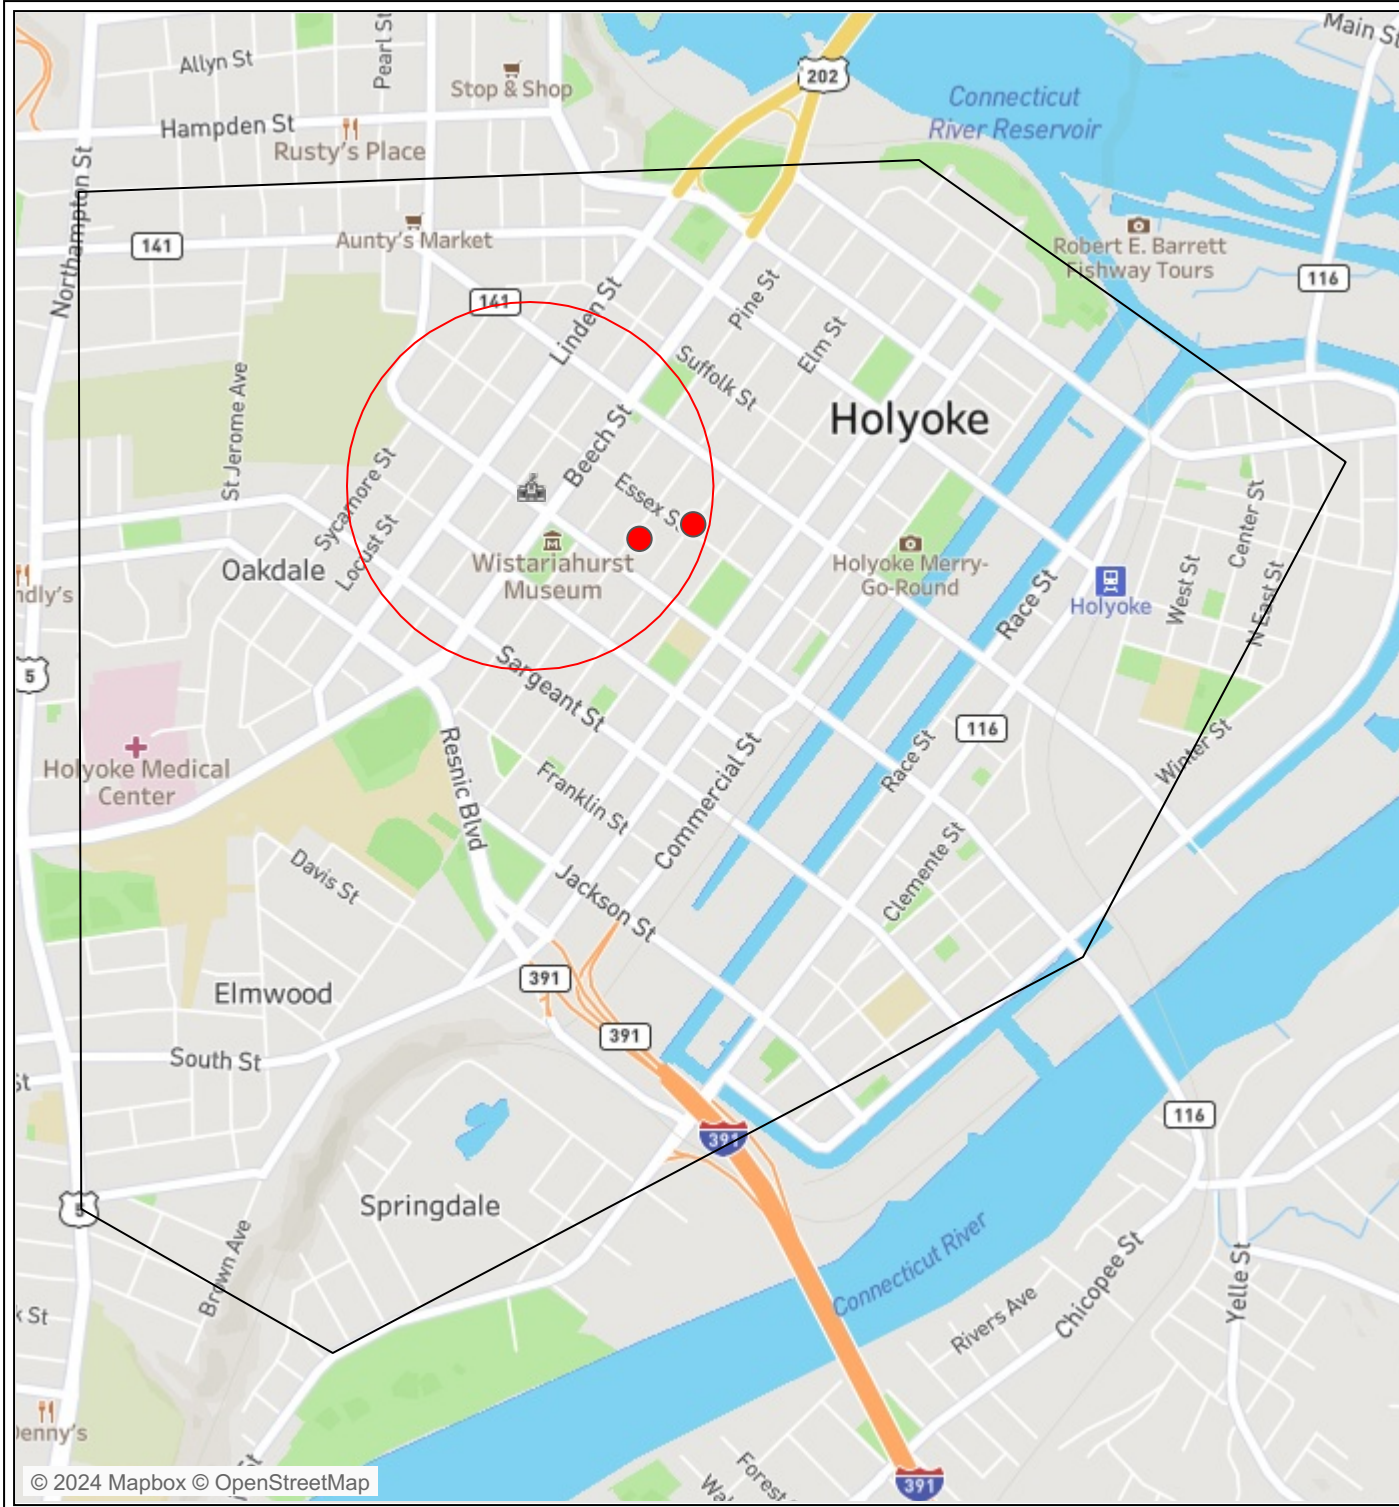 Main St
Allyn St
Pearl St
Stop & Shop
202
Connecticut
River Reservoir
Hampden St
Rusty's Place
Northampton St
141
Aunty's Market
Robert E. Barrett
Fishway Tours
116
141
Linden St
Pine St
Elm St
Suffolk St
St Jerome Ave
Holyoke
Beech St
Sycamore St
Essex S
Center St
Locust St
Oakdale
Wistariahurst
Museum
Holyoke Merry-
Go-Round
Holyoke
Race St
West St
N East St
ndly's
5
Sargeant St
116
Holyoke Medical
Center
Resnic Blvd
Franklin St
Commercial St
Race St
Winter St
Davis St
Jackson St
Clemente St
391
Elmwood
391
South St
St
116
391
5
Springdale
Brown Ave
Connecticut River
Chicopee St
Yelle St
Rivers Ave
k St
Denny's
St
Forest
Wal
391
© 2024 Mapbox © OpenStreetMap